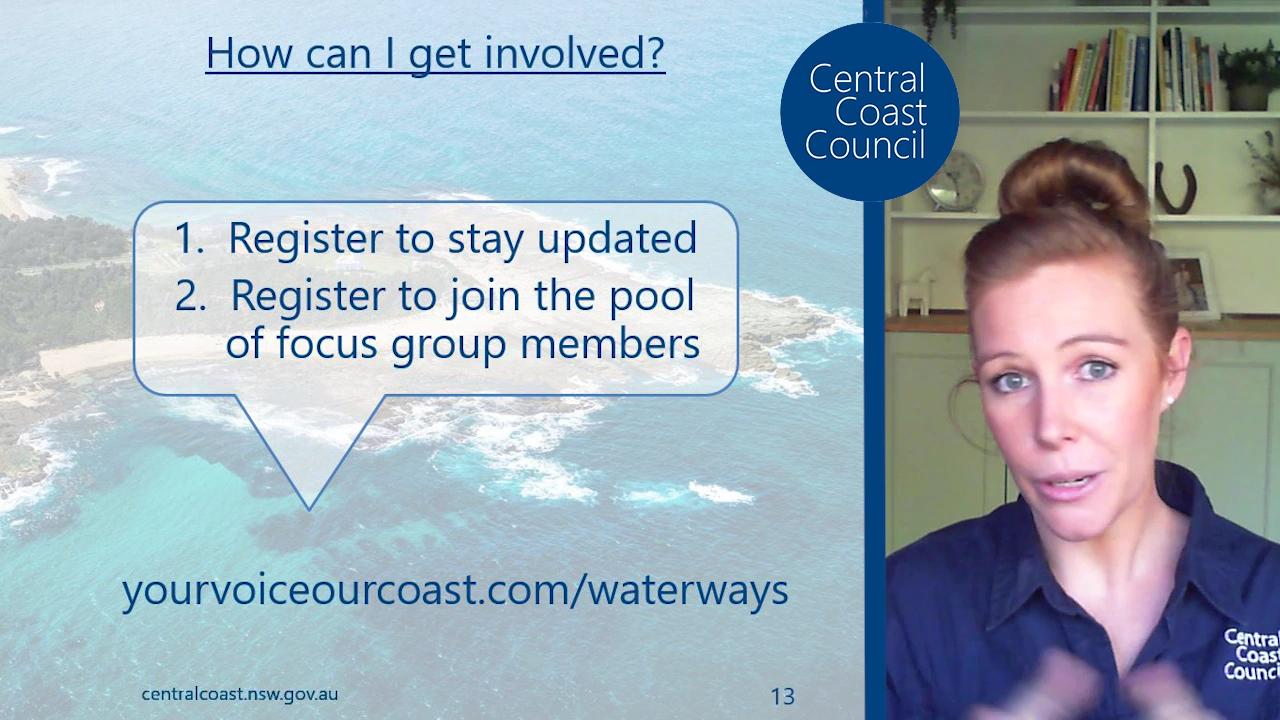 How can I get involved?
Central
Coast
Council
1. Register to stay updated
2. Register to join the pool
of focus group members
yourvoiceourcoast.com/waterways
centralcoast.nsw.gov.au
13
Central
Coast
Council